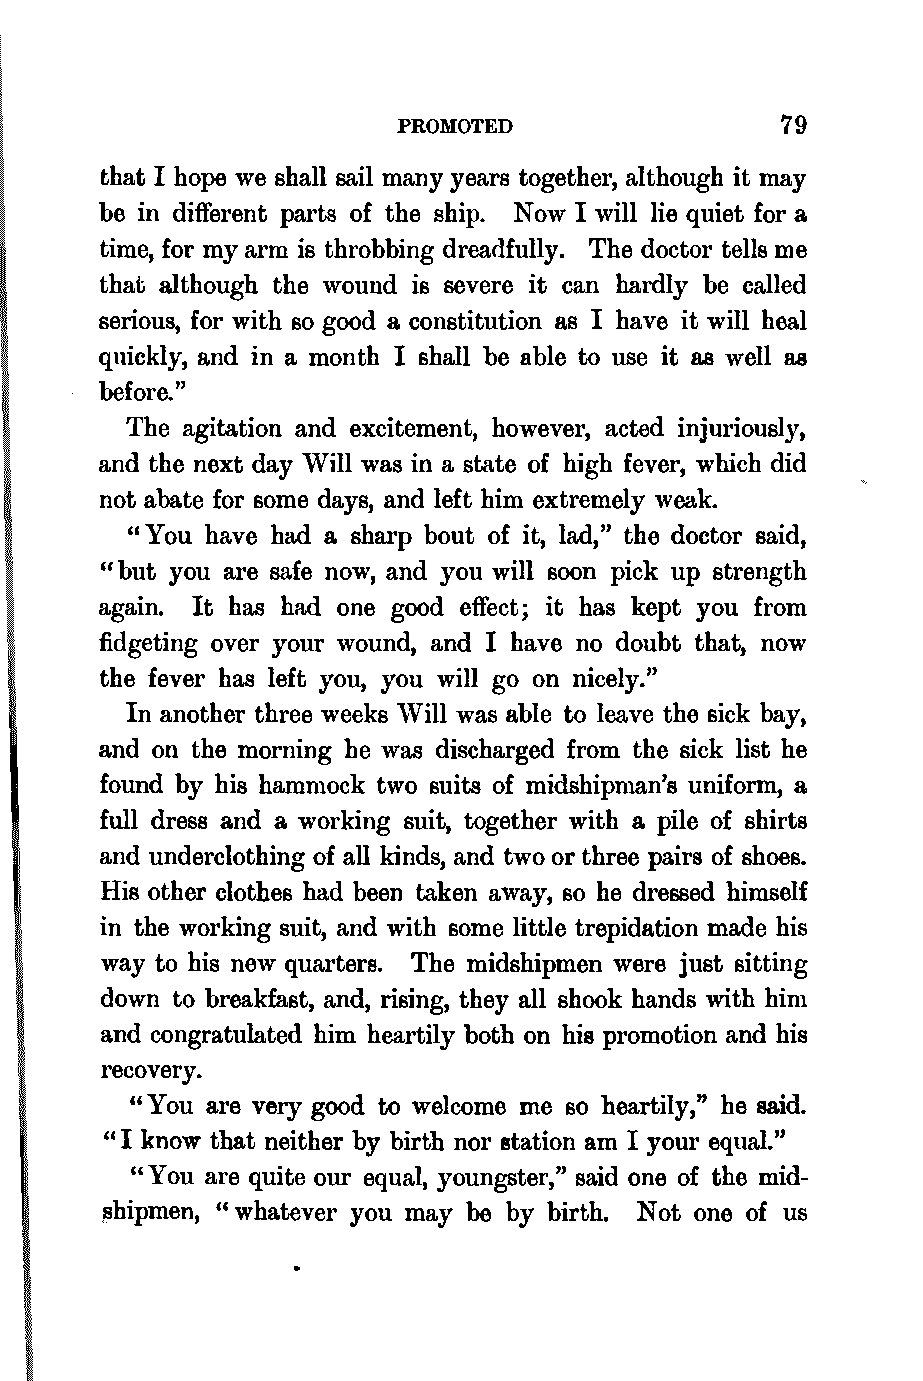 PROMOTED 79
that I hope we shall sail many years together, although it may
be in different parts of the ship. Now I will lie quiet for a
time, for my arm is throbbing dreadfully. The doctor tells me
that although the wound is severe it can hardly be called
serious, for with so good a constitution as I have it will heal
quickly, and in a month I shall be able to use it as well as
before."
The agitation and excitement, however, acted injuriously,
and the next day Will was in a state of high fever, which did
not abate for some days, and left him extremely weak.
"You have had a sharp bout of it, lad," the doctor said,
"but you are safe now, and you will soon pick up strength
again. It has had one good effect; it has kept you from
fidgeting over your wound, and I have no doubt that, now
the fever has left you, you will go on nicely."
In another three weeks Will was able to leave the sick bay,
and on the morning he was discharged from the sick list he
found by his hammock two suits of midshipman's uniform, a
full dress and a working suit, together with a pile of shirts
and underclothing of all kinds, and two or three pairs of shoes.
His other clothes had been taken away, so he dressed himself
in the working suit, and with some little trepidation made his
way to his new quarters. The midshipmen were just sitting
down to breakfast, and, rising, they all shook hands with him
and congratulated him heartily both on his promotion and his
recovery.
"You are very good to welcome me so heartily," he said.
"I know that neither by birth nor station am I your equal."
"You are quite our equal, youngster," said one of the mid-
shipmen, "whatever you may be by birth. Not one of us